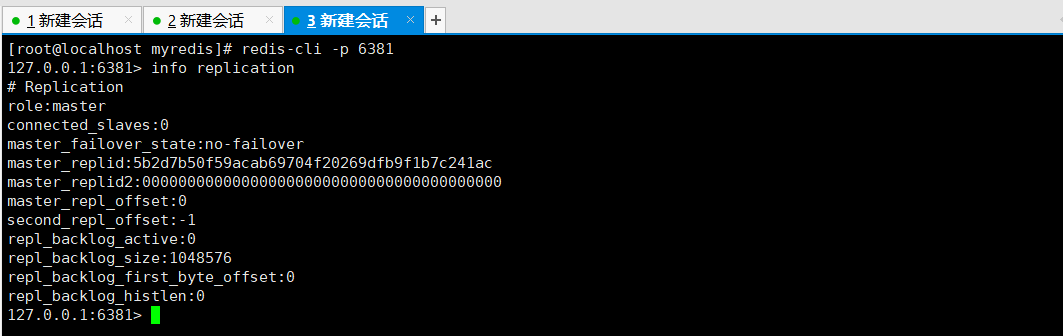 1 新建会话 × 2 新建会话 × 3 新建会话 × +
[root@localhost myredis]# redis-cli -p 6381
127.0.0.1:6381> info replication
# Replication
role:master
connected_slaves:0
master_failover_state:no-failover
master_replid:5b2d7b50f59acab69704f20269dfb9f1b7c241ac
master_replid2:0000000000000000000000000000000000000000
master_repl_offset:0
second_repl_offset:-1
repl_backlog_active:0
repl_backlog_size:1048576
repl_backlog_first_byte_offset:0
repl_backlog_histlen:0
127.0.0.1:6381>